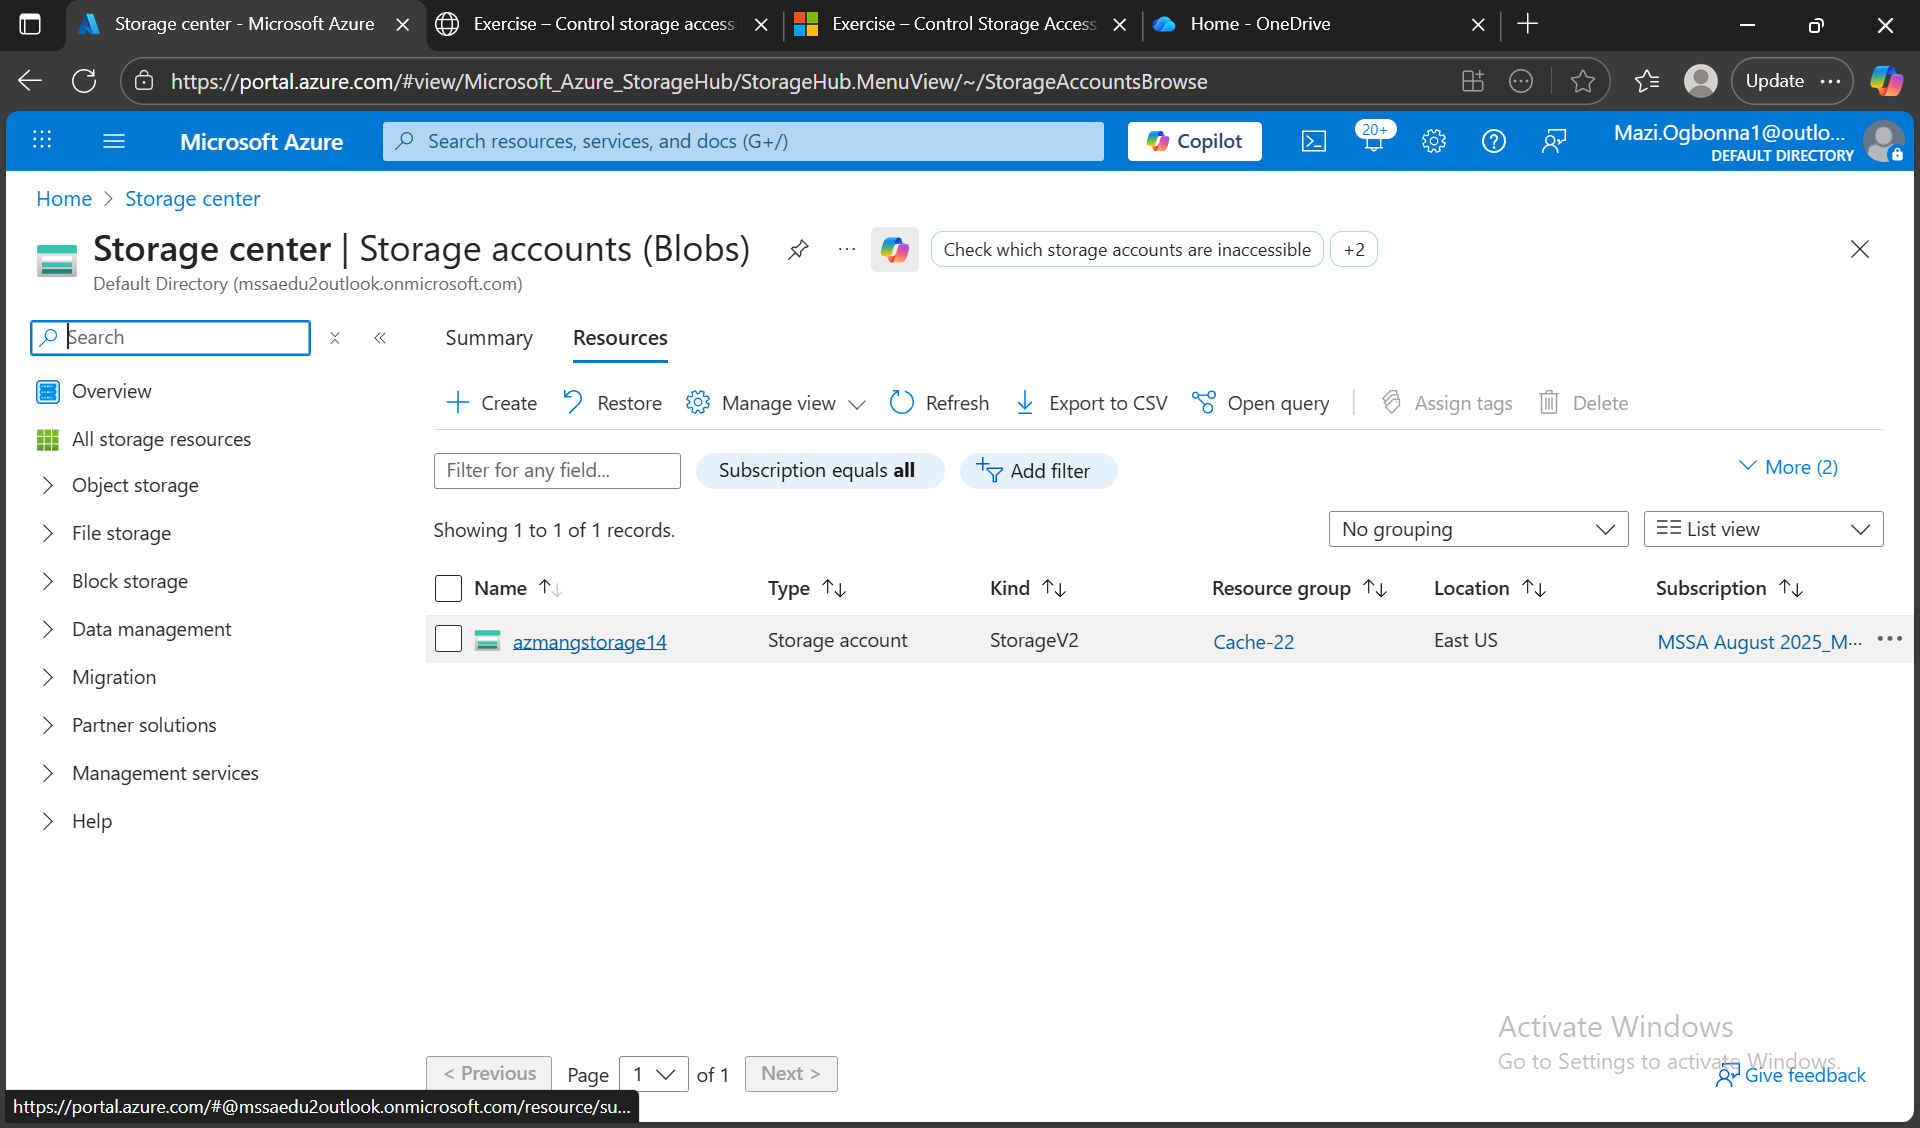 Storage center - Microsoft Azure
Exercise – Control storage access
Exercise – Control Storage Access
Home - OneDrive
https://portal.azure.com/#view/Microsoft_Azure_StorageHub/StorageHub.MenuView/~/StorageAccountsBrowse
Update
Microsoft Azure
Search resources, services, and docs (G+/)
Copilot
20+
Mazi.Ogbonna1@outlo...
DEFAULT DIRECTORY
Home > Storage center
Storage center | Storage accounts (Blobs)
Check which storage accounts are inaccessible
+2
Default Directory (mssaedu2outlook.onmicrosoft.com)
Search
Overview
All storage resources
Object storage
File storage
Block storage
Data management
Migration
Partner solutions
Management services
Help
Summary
Resources
Create
Restore
Manage view
Refresh
Export to CSV
Open query
Assign tags
Delete
Filter for any field...
Subscription equals all
Add filter
More (2)
Showing 1 to 1 of 1 records.
No grouping
List view
Name
Type
Kind
Resource group
Location
Subscription
azmangstorage14
Storage account
StorageV2
Cache-22
East US
MSSA August 2025_M...
< Previous
Page
1
of 1
Next >
Activate Windows
Go to Settings to activate Windows.
Give feedback
https://portal.azure.com/#@mssaedu2outlook.onmicrosoft.com/resource/su...